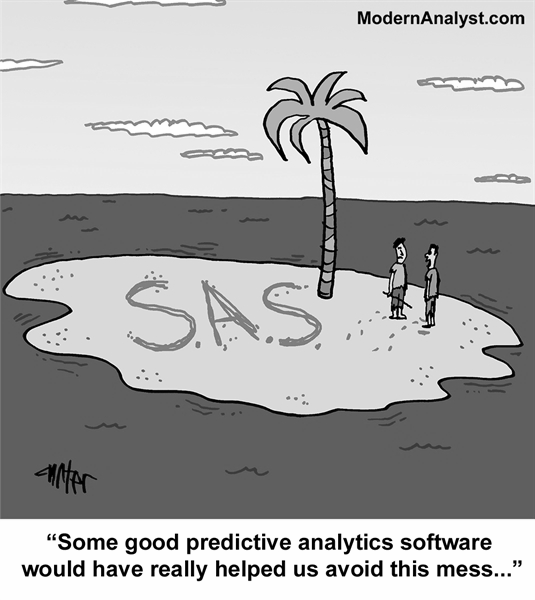 ModernAnalyst.com
S.A.S.
“Some good predictive analytics software
would have really helped us avoid this mess...”